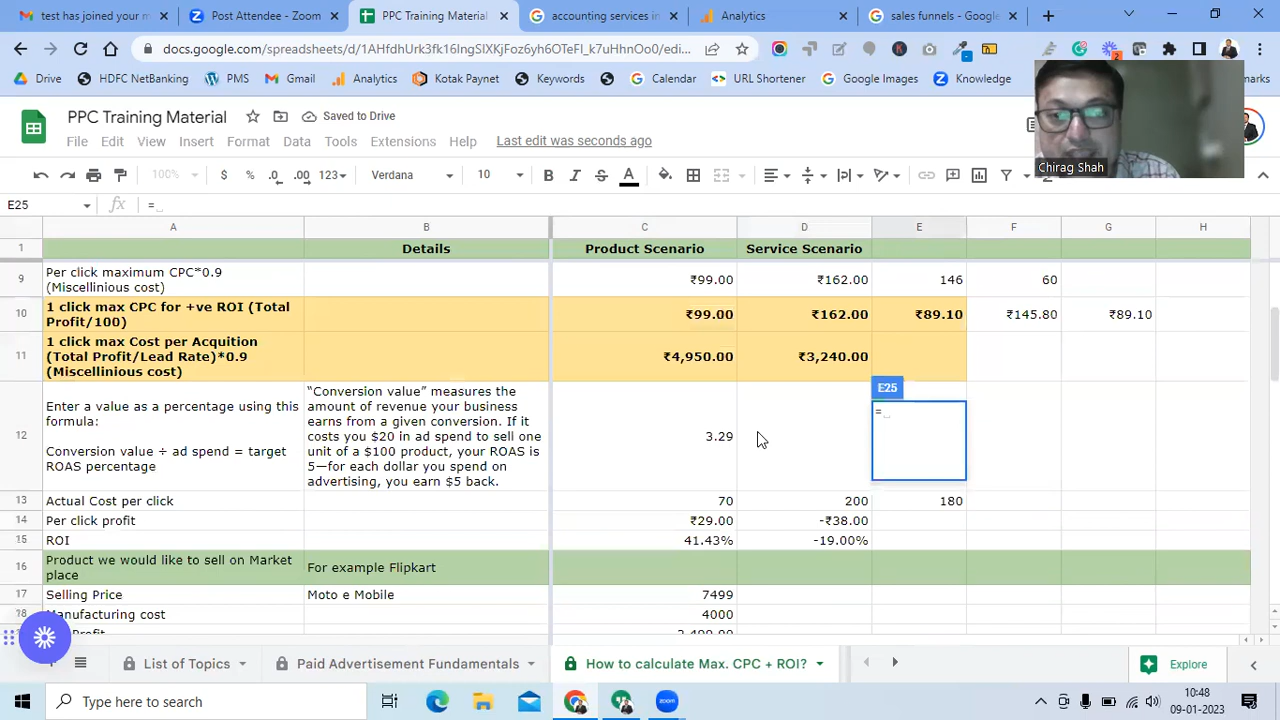 test has joined your m
Post Attendee - Zoom
PPC Training Material
accounting services in
Analytics
sales funnels - Google
docs.google.com/spreadsheets/d/1AHfdhUrk3fk16IngSlXKjFoz6yh6OTeFl_k7uHhnOo0/edi...
Drive
HDFC NetBanking
PMS
Gmail
Analytics
Kotak Paynet
Keywords
Google
Calendar
URL Shortener
Google Images
Knowledge
PPC Training Material
Saved to Drive
File Edit View Insert Format Data Tools Extensions Help Last edit was seconds ago
Chirag Shah
100% $ % .0 .00 123 Verdana 10 B I S A
E25 fx =
A B C D E F G H
1 Details Product Scenario Service Scenario
9 Per click maximum CPC*0.9 (Miscellinious cost) ₹99.00 ₹162.00 146 60
10 1 click max CPC for +ve ROI (Total Profit/100) ₹99.00 ₹162.00 ₹89.10 ₹145.80 ₹89.10
11 1 click max Cost per Acquition (Total Profit/Lead Rate)*0.9 (Miscellinious cost) ₹4,950.00 ₹3,240.00
E25
=
12 Enter a value as a percentage using this formula:
Conversion value ÷ ad spend = target ROAS percentage
“Conversion value” measures the
amount of revenue your business
earns from a given conversion. If it
costs you $20 in ad spend to sell one
unit of a $100 product, your ROAS is
5—for each dollar you spend on
advertising, you earn $5 back.
3.29
13 Actual Cost per click 70 200 180
14 Per click profit ₹29.00 -₹38.00
15 ROI 41.43% -19.00%
16 Product we would like to sell on Market place For example Flipkart
17 Selling Price Moto e Mobile 7499
Manufacturing cost 4000
List of Topics
Paid Advertisement Fundamentals
How to calculate Max. CPC + ROI?
Explore
Type here to search
10:48
09-01-2023